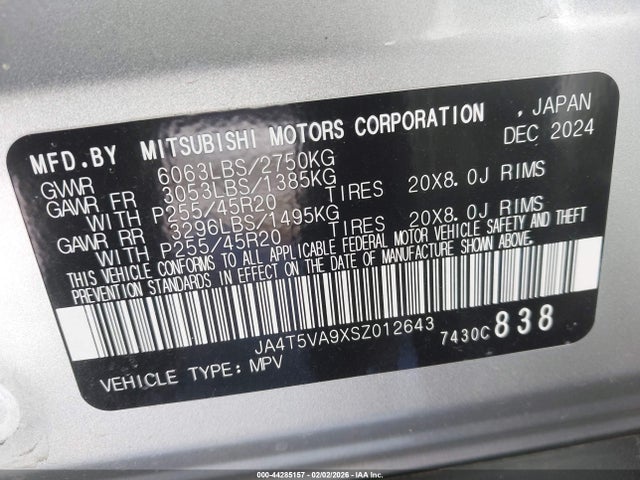 MFD.BY MITSUBISHI MOTORS CORPORATION , JAPAN
GVWR 6063LBS/2750KG DEC 2024
GAWR FR 3053LBS/1385KG
WITH P255/45R20 TIRES 20X8.0J RIMS
GAWR RR 3296LBS/1495KG
WITH P255/45R20 TIRES 20X8.0J RIMS
THIS VEHICLE CONFORMS TO ALL APPLICABLE FEDERAL MOTOR VEHICLE SAFETY AND THEFT
PREVENTION STANDARDS IN EFFECT ON THE DATE OF MANUFACTURE SHOWN ABOVE.
JA4T5VA9XSZ012643 7430C 838
VEHICLE TYPE: MPV
000-44285157 - 02/02/2026 - IAA Inc.